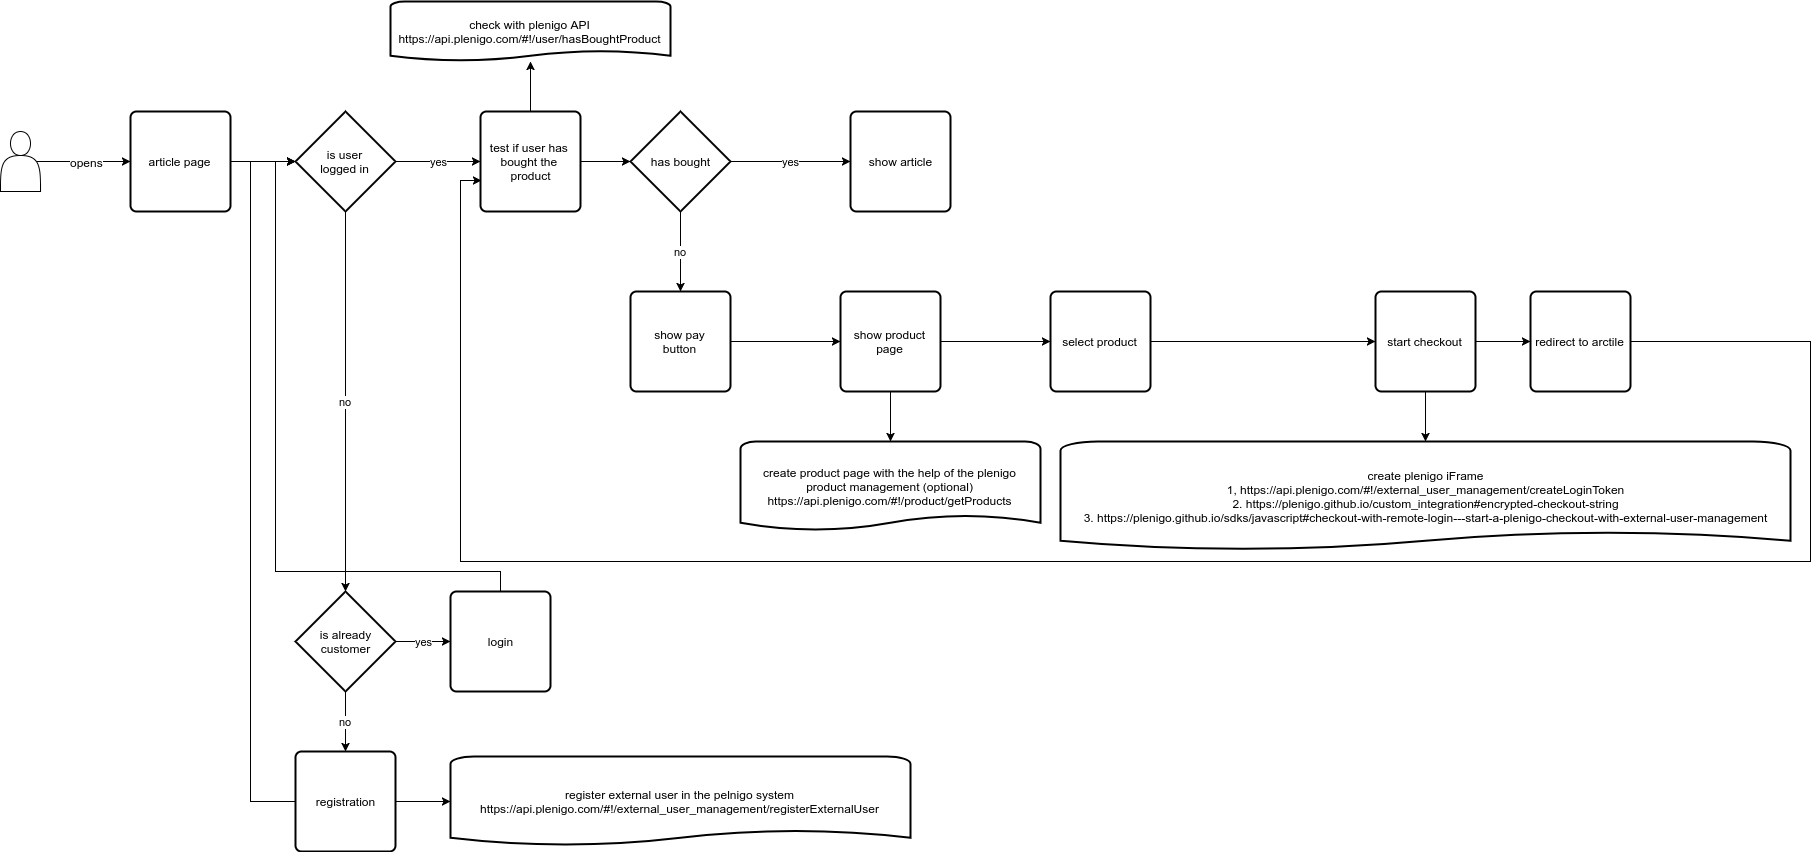 check with plenigo API
https://api.plenigo.com/#!/user/hasBoughtProduct
opens
article page
is user
logged in
yes
test if user has
bought the
product
has bought
yes
show article
no
show pay
button
show product
page
select product
start checkout
redirect to arctile
no
create product page with the help of the plenigo
product management (optional)
https://api.plenigo.com/#!/product/getProducts
create plenigo iFrame
1, https://api.plenigo.com/#!/external_user_management/createLoginToken
2. https://plenigo.github.io/custom_integration#encrypted-checkout-string
3. https://plenigo.github.io/sdks/javascript#checkout-with-remote-login---start-a-plenigo-checkout-with-external-user-management
is already
customer
yes
login
no
registration
register external user in the pelnigo system
https://api.plenigo.com/#!/external_user_management/registerExternalUser